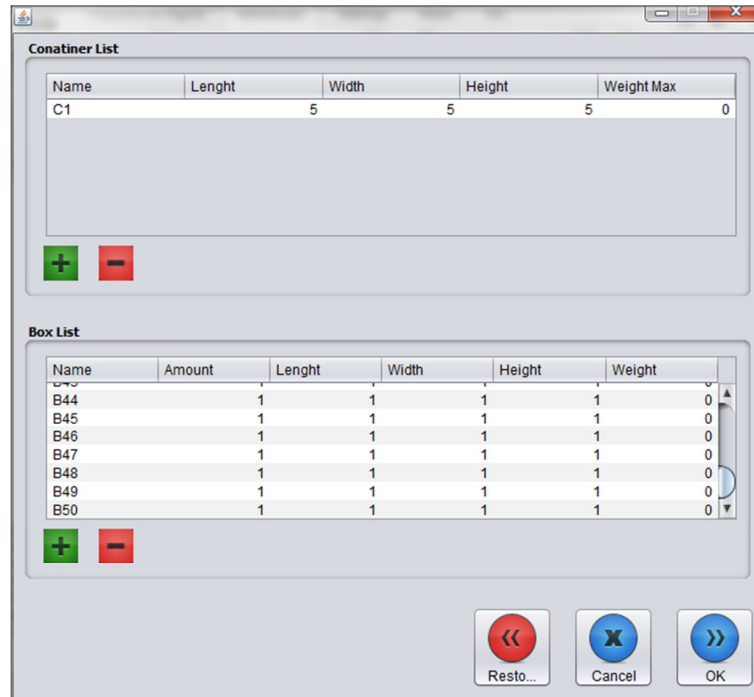 Conatiner List
Name Lenght Width Height Weight Max
C1 5 5 5 0
Box List
Name Amount Lenght Width Height Weight
B44 1 1 1 1 0
B45 1 1 1 1 0
B46 1 1 1 1 0
B47 1 1 1 1 0
B48 1 1 1 1 0
B49 1 1 1 1 0
B50 1 1 1 1 0
Resto... Cancel OK